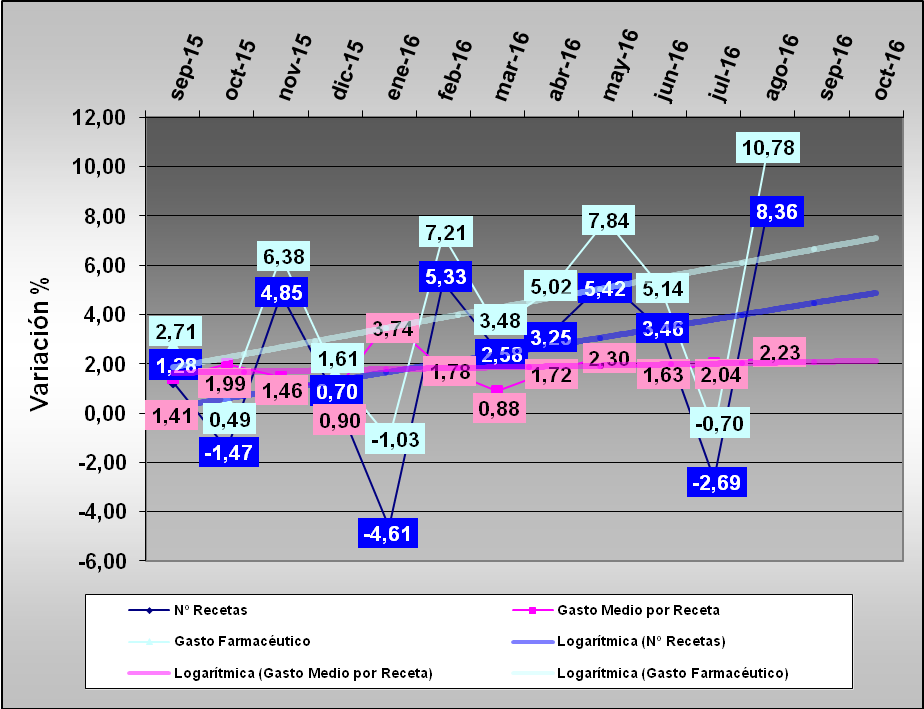 sep-15
oct-15
nov-15
dic-15
ene-16
feb-16
mar-16
abr-16
may-16
jun-16
jul-16
ago-16
sep-16
oct-16
Variación %
12,00
10,00
8,00
6,00
4,00
2,00
0,00
-2,00
-4,00
-6,00
2,71
1,28
1,41
1,99
0,49
-1,47
6,38
4,85
1,46
1,61
0,70
0,90
3,74
-1,03
-4,61
7,21
5,33
1,78
3,48
2,58
0,88
5,02
3,25
1,72
7,84
5,42
2,30
5,14
3,46
1,63
2,04
-0,70
-2,69
10,78
8,36
2,23
Nº Recetas
Gasto Medio por Receta
Gasto Farmacéutico
Logarítmica (Nº Recetas)
Logarítmica (Gasto Medio por Receta)
Logarítmica (Gasto Farmacéutico)